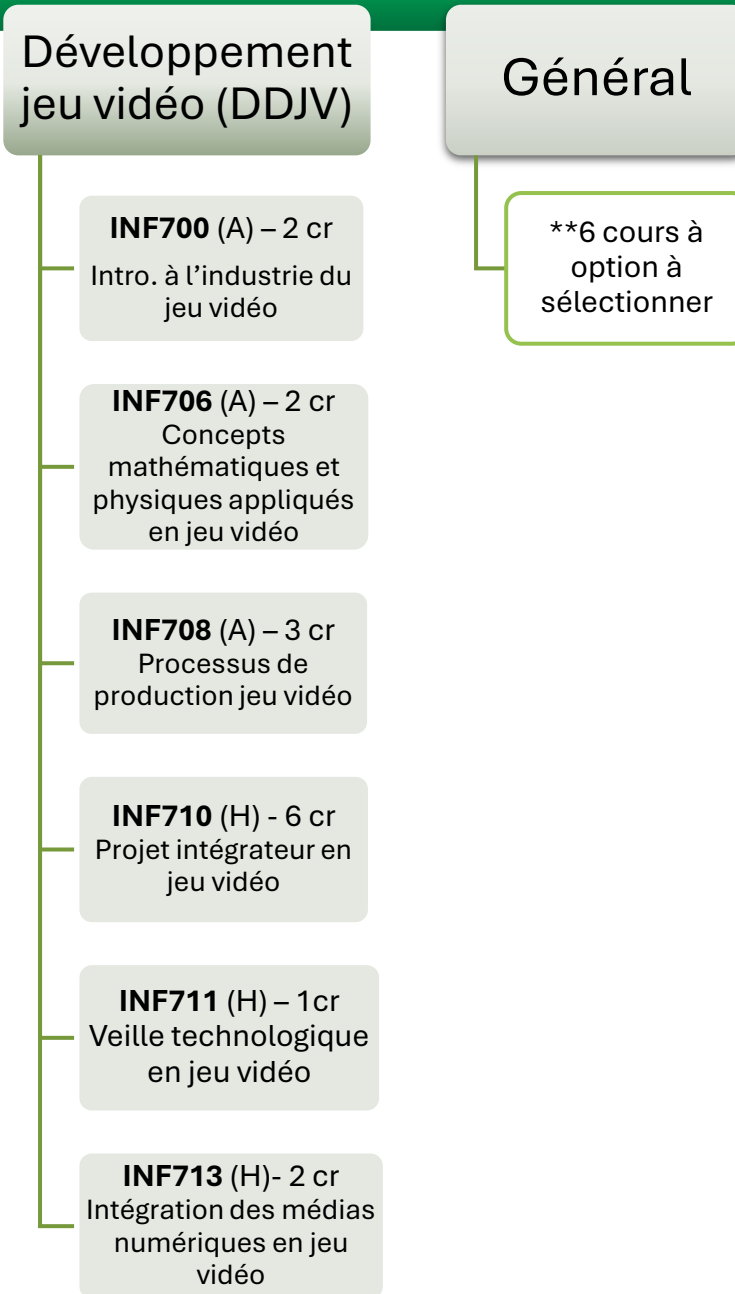 Développement
jeu vidéo (DDJV)
INF700 (A) – 2 cr
Intro. à l’industrie du
jeu vidéo
INF706 (A) – 2 cr
Concepts
mathématiques et
physiques appliqués
en jeu vidéo
INF708 (A) – 3 cr
Processus de
production jeu vidéo
INF710 (H) - 6 cr
Projet intégrateur en
jeu vidéo
INF711 (H) – 1cr
Veille technologique
en jeu vidéo
INF713 (H)- 2 cr
Intégration des médias
numériques en jeu
vidéo
Général
**6 cours à
option à
sélectionner